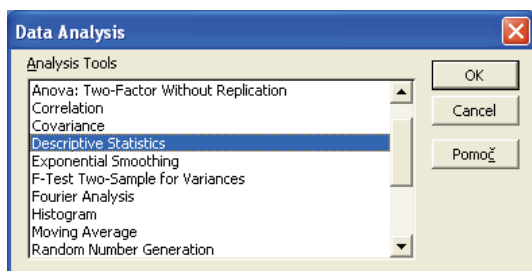 Data Analysis
Analysis Tools
Anova: Two-Factor Without Replication
Correlation
Covariance
Descriptive Statistics
Exponential Smoothing
F-Test Two-Sample for Variances
Fourier Analysis
Histogram
Moving Average
Random Number Generation
OK
Cancel
Pomoč